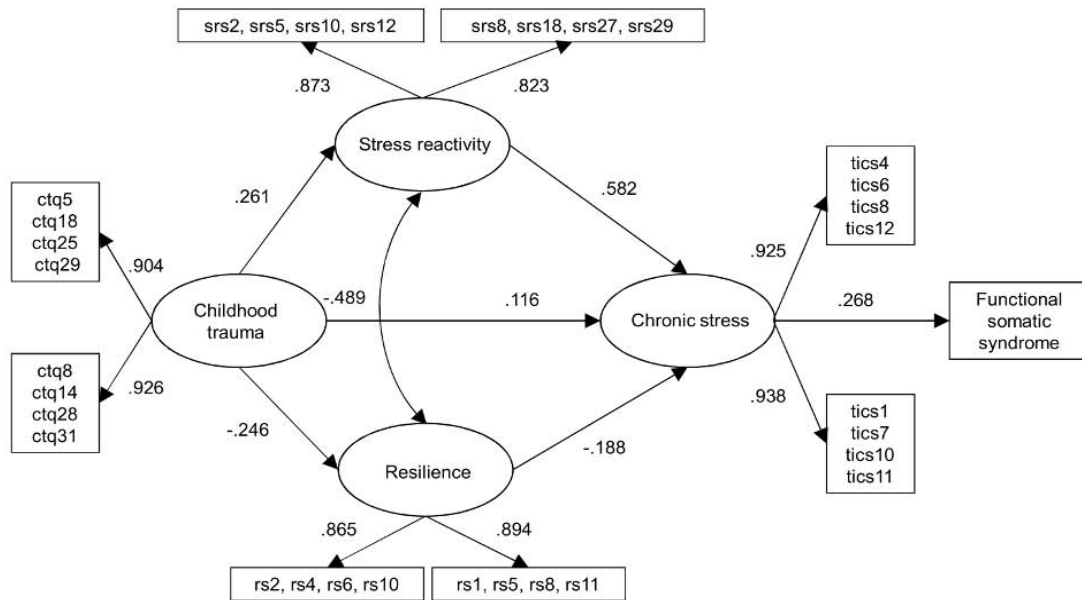 srs2, srs5, srs10, srs12
srs8, srs18, srs27, srs29
.873
.823
Stress reactivity
.261
.582
ctq5
ctq18
ctq25
ctq29
.904
tics4
tics6
tics8
tics12
.925
Childhood
trauma
-.489
.116
Chronic stress
.268
Functional
somatic
syndrome
ctq8
ctq14
ctq28
ctq31
.926
-.246
-.188
.938
tics1
tics7
tics10
tics11
Resilience
.865
.894
rs2, rs4, rs6, rs10
rs1, rs5, rs8, rs11